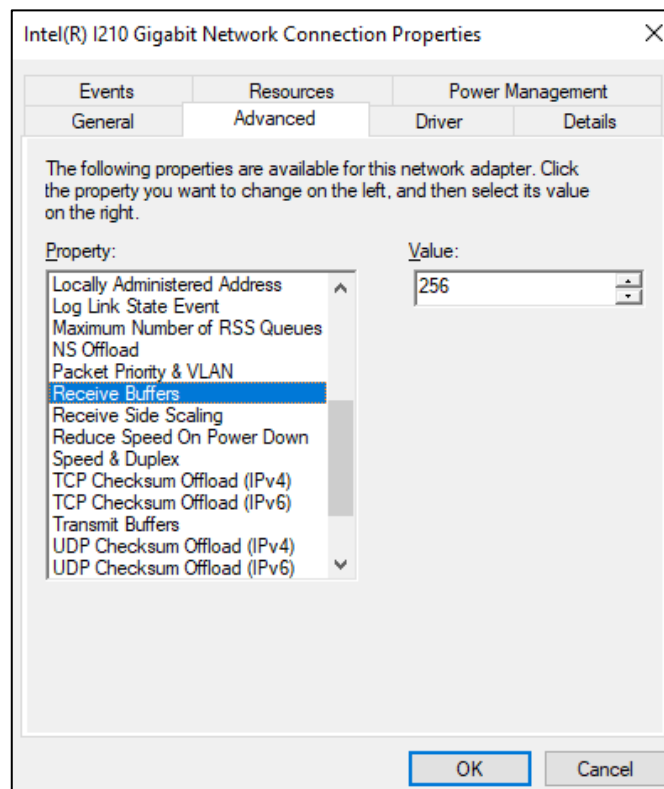 Intel(R) I210 Gigabit Network Connection Properties
Events Resources Power Management
General Advanced Driver Details
The following properties are available for this network adapter. Click
the property you want to change on the left, and then select its value
on the right.
Property: Value:
Locally Administered Address 256
Log Link State Event
Maximum Number of RSS Queues
NS Offload
Packet Priority & VLAN
Receive Buffers
Receive Side Scaling
Reduce Speed On Power Down
Speed & Duplex
TCP Checksum Offload (IPv4)
TCP Checksum Offload (IPv6)
Transmit Buffers
UDP Checksum Offload (IPv4)
UDP Checksum Offload (IPv6)
OK Cancel